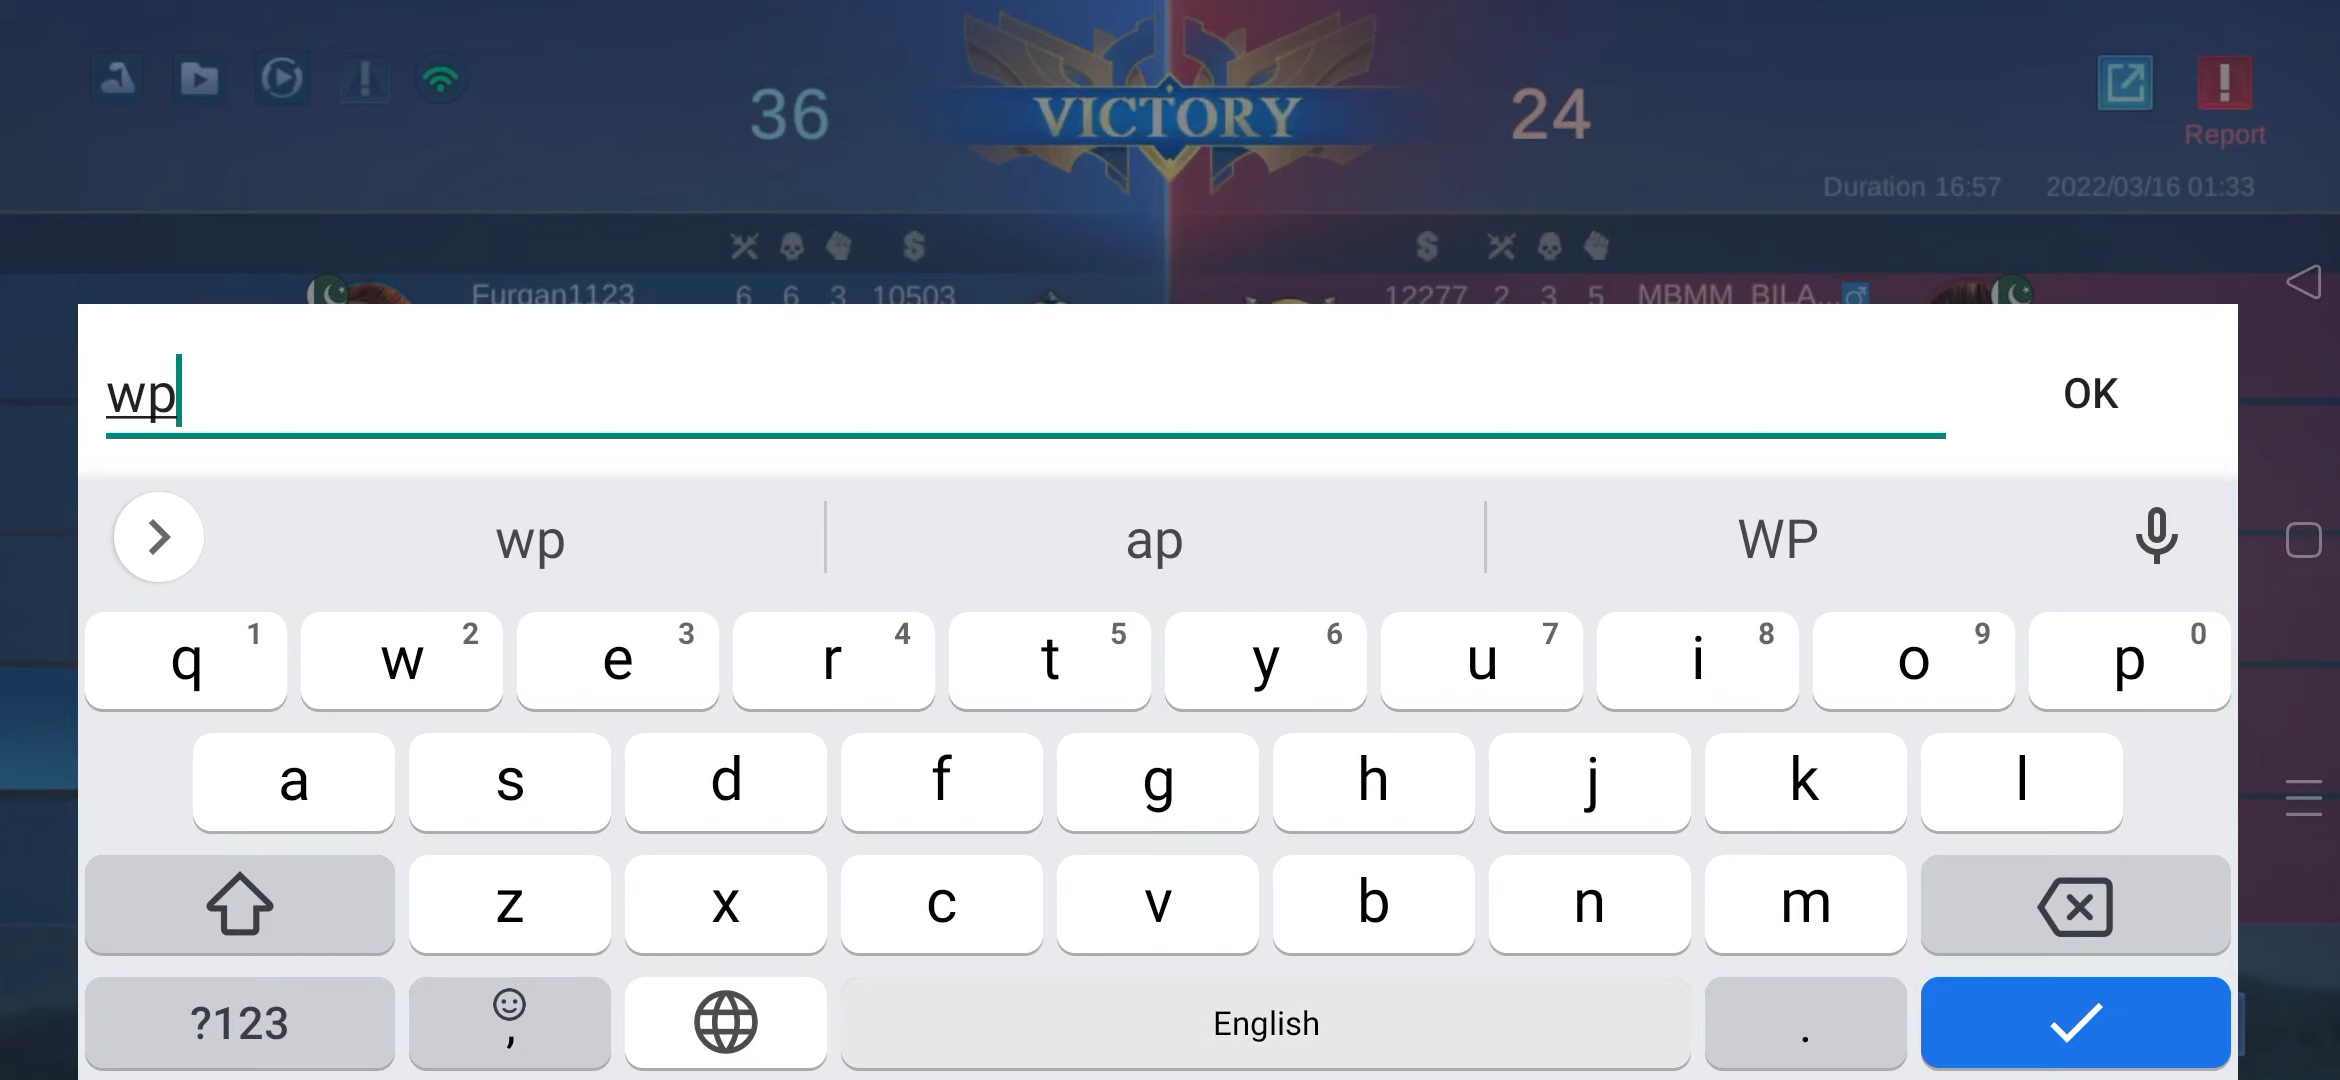 36 VICTORY 24
Report
Duration 16:57 2022/03/16 01:33
$ $
Furqan1123 6 6 3 10503 12277 2 3 5 MBMM_BILA...
wp OK
wp ap WP
q 1 w 2 e 3 r 4 t 5 y 6 u 7 i 8 o 9 p 0
a s d f g h j k l
z x c v b n m
?123 , English .